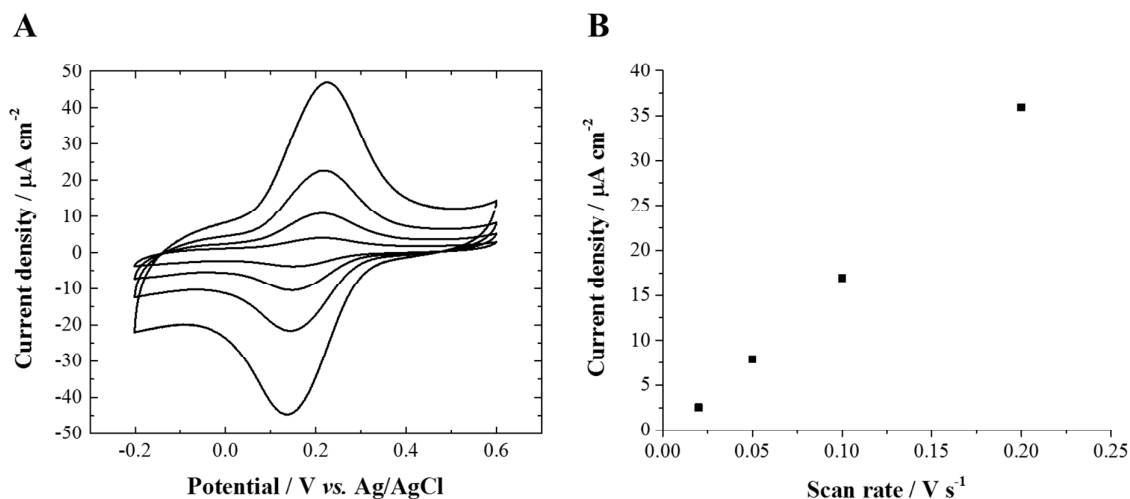 A
Current density / µA cm-2
50
40
30
20
10
0
-10
-20
-30
-40
-50
-0.2 0.0 0.2 0.4 0.6
Potential / V vs. Ag/AgCl
B
Current density / µA cm-2
40
35
30
25
20
15
10
5
0
0.00 0.05 0.10 0.15 0.20 0.25
Scan rate / V s-1